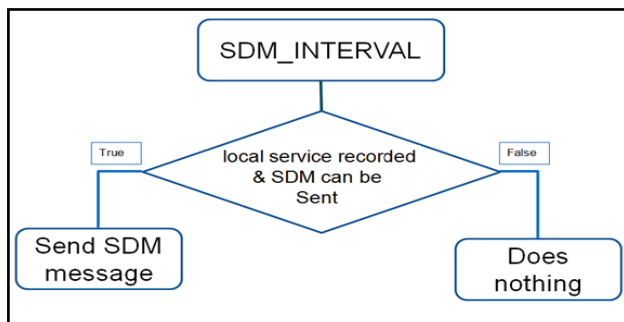 SDM_INTERVAL
True
False
local service recorded
& SDM can be
Sent
Send SDM
message
Does
nothing